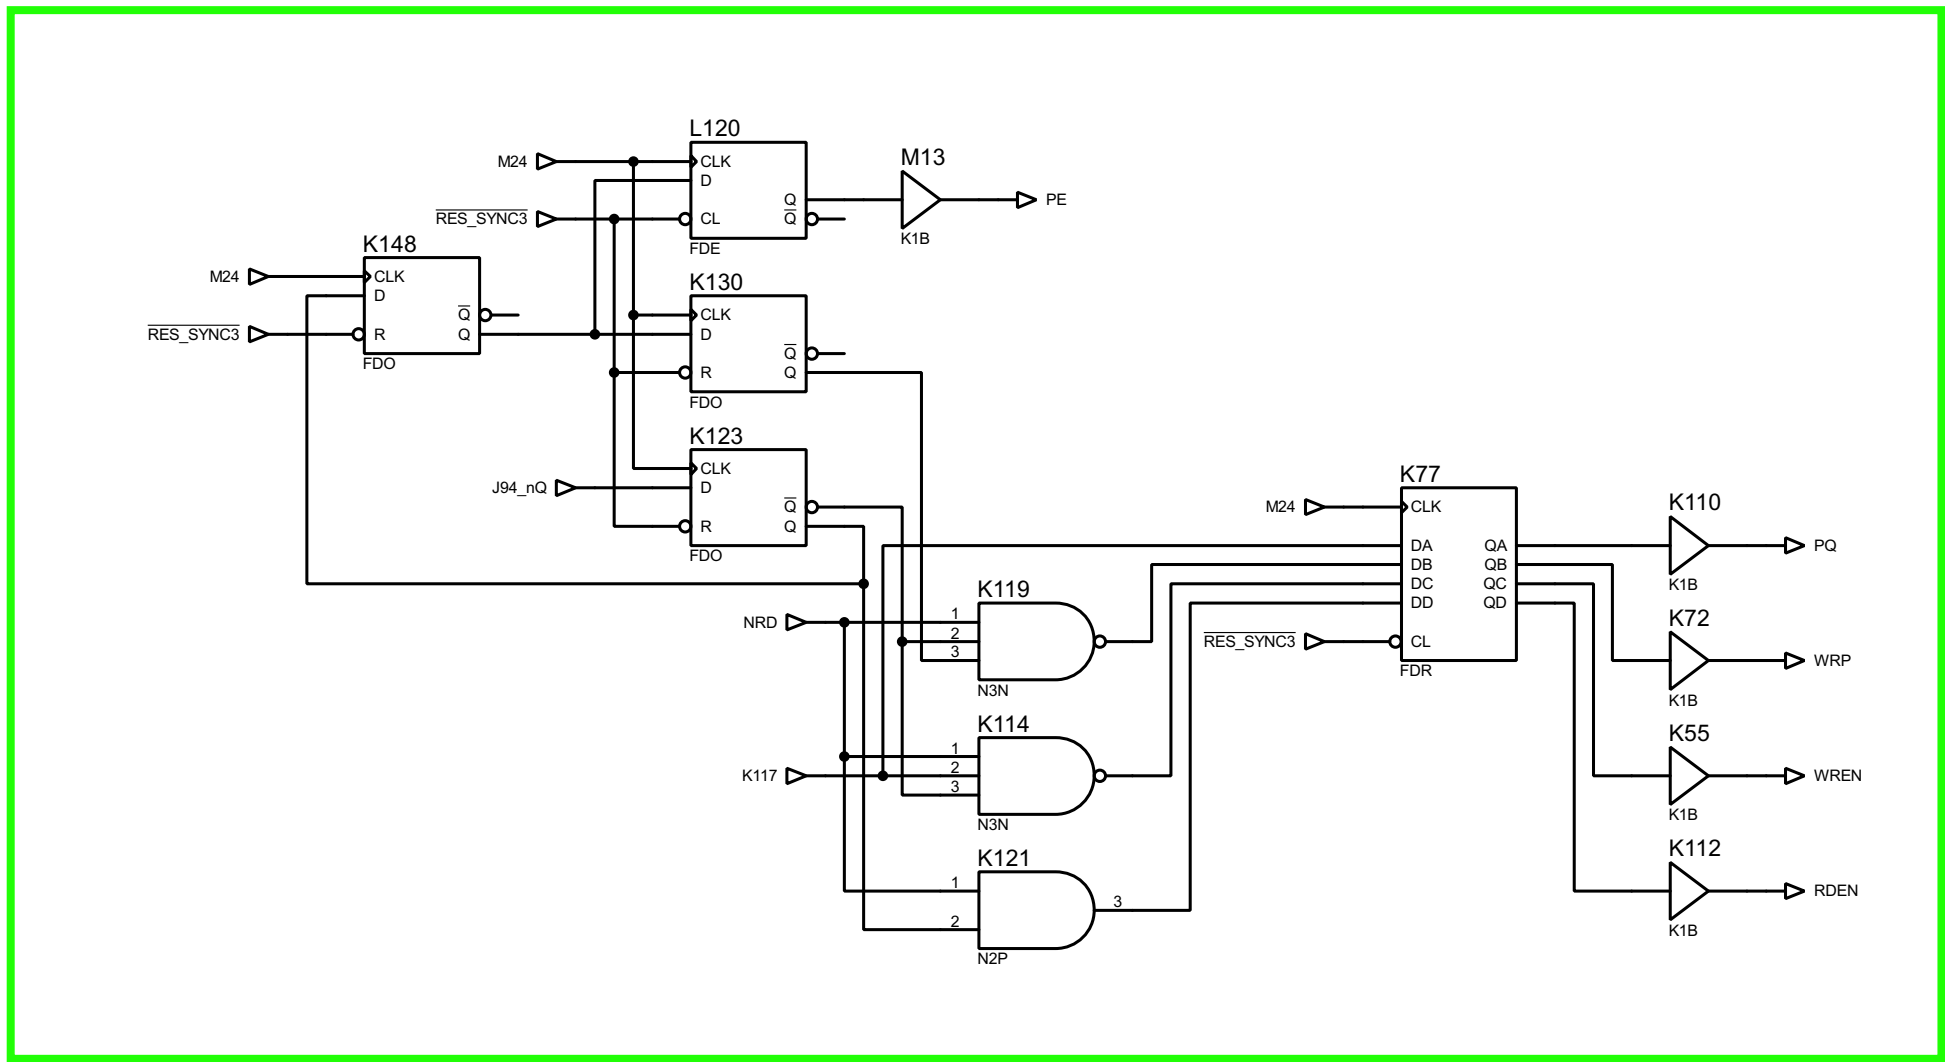 L120
M24
CLK
D
RES_SYNC3
CL
Q
Q
FDE
M13
K1B
PE
K148
M24
CLK
D
RES_SYNC3
R
Q
Q
FDO
K130
CLK
D
R
Q
Q
FDO
K123
CLK
J94_nQ
D
R
Q
Q
FDO
K77
M24
CLK
DA
DB
DC
DD
RES_SYNC3
CL
QA
QB
QC
QD
FDR
K110
K1B
PQ
K72
K1B
WRP
K55
K1B
WREN
K112
K1B
RDEN
NRD
K119
1
2
3
N3N
K117
K114
1
2
3
N3N
K121
1
2
3
N2P